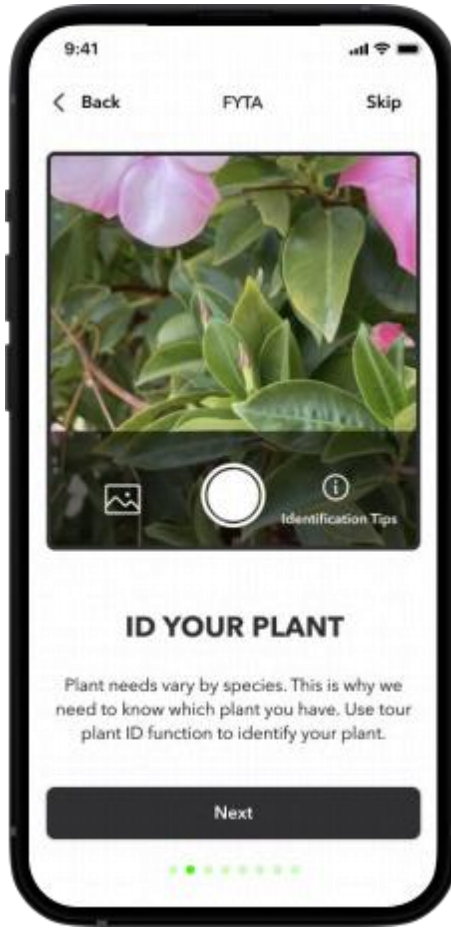 9:41
Back FYTA Skip
Identification Tips
ID YOUR PLANT
Plant needs vary by species. This is why we
need to know which plant you have. Use tour
plant ID function to identify your plant.
Next